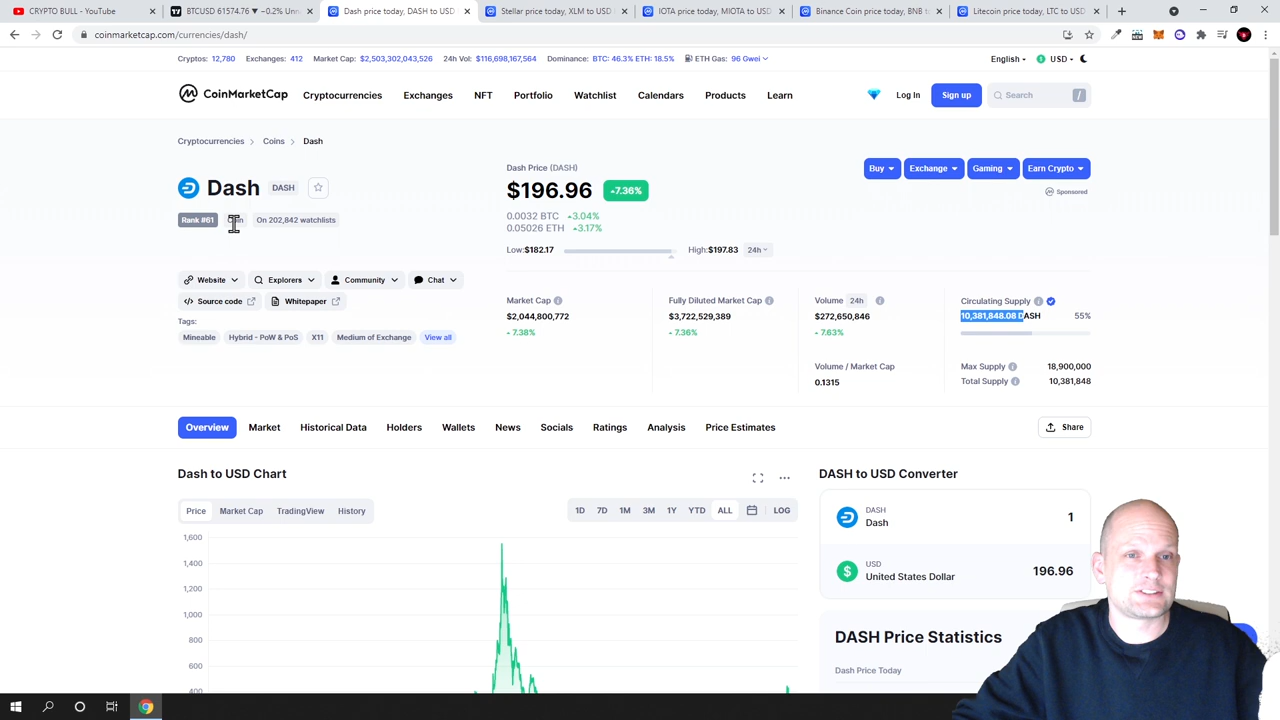 CRYPTO BULL - YouTube
BTCUSD 61574.76 ▼ −0.2% Unna
Dash price today, DASH to USD
Stellar price today, XLM to USD
IOTA price today, MIOTA to USD
Binance Coin price today, BNB to
Litecoin price today, LTC to USD
coinmarketcap.com/currencies/dash/
Cryptos: 12,780 Exchanges: 412 Market Cap: $2,503,302,043,526 24h Vol: $116,698,167,564 Dominance: BTC: 46.3% ETH: 18.5% ETH Gas: 96 Gwei English USD
CoinMarketCap Cryptocurrencies Exchanges NFT Portfolio Watchlist Calendars Products Learn Log In Sign up Search /
Cryptocurrencies > Coins > Dash
Dash DASH
Rank #61 On 202,842 watchlists
Website Explorers Community Chat
Source code Whitepaper
Tags:
Mineable Hybrid - PoW & PoS X11 Medium of Exchange View all
Dash Price (DASH)
$196.96 7.36%
0.0032 BTC 3.04%
0.05026 ETH 3.17%
Low:$182.17 High:$197.83 24h
Buy Exchange Gaming Earn Crypto
Sponsored
Market Cap
$2,044,800,772
7.38%
Fully Diluted Market Cap
$3,722,529,389
7.36%
Volume 24h
$272,650,846
7.63%
Volume / Market Cap
0.1315
Circulating Supply
10,381,848.08 DASH 55%
Max Supply 18,900,000
Total Supply 10,381,848
Overview Market Historical Data Holders Wallets News Socials Ratings Analysis Price Estimates Share
Dash to USD Chart
Price Market Cap TradingView History
1D 7D 1M 3M 1Y YTD ALL LOG
1,600
1,400
1,200
1,000
800
600
400
DASH to USD Converter
DASH
Dash
1
USD
United States Dollar
196.96
DASH Price Statistics
Dash Price Today